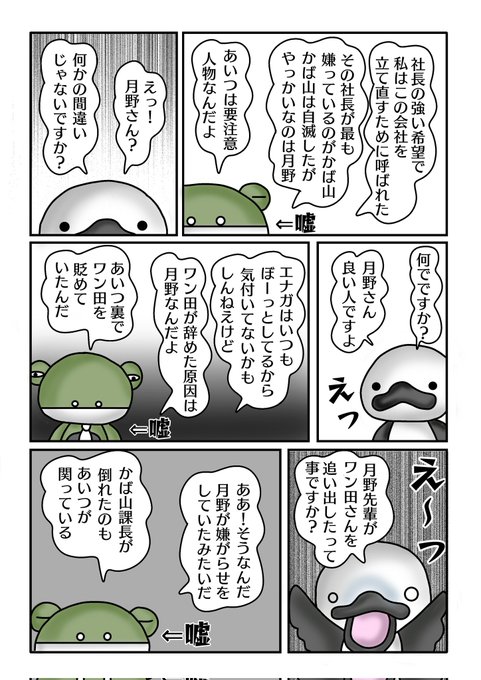 社長の強い希望で
私はこの会社を
立て直すために呼ばれた
その社長が最も
嫌っているのがかば山
かば山は自滅したが
やっかいなのは月野
あいつは要注意
人物なんだよ
⇐嘘
えっ！
月野さん？
何かの間違い
じゃないですか？
何でですか？
月野さん
良い人ですよ
えっ
エナガはいつも
ぼーっとしてるから
気付いてないかも
しんねえけど
ワン田が辞めた原因は
月野なんだよ
あいつ裏で
ワン田を
貶めて
いたんだ
⇐嘘
え〜っ
月野先輩が
ワン田さんを
追い出したって
事ですか？
ああ！そうなんだ
月野が嫌がらせを
していたみたいだ
かば山課長が
倒れたのも
あいつが
関っている
⇐嘘